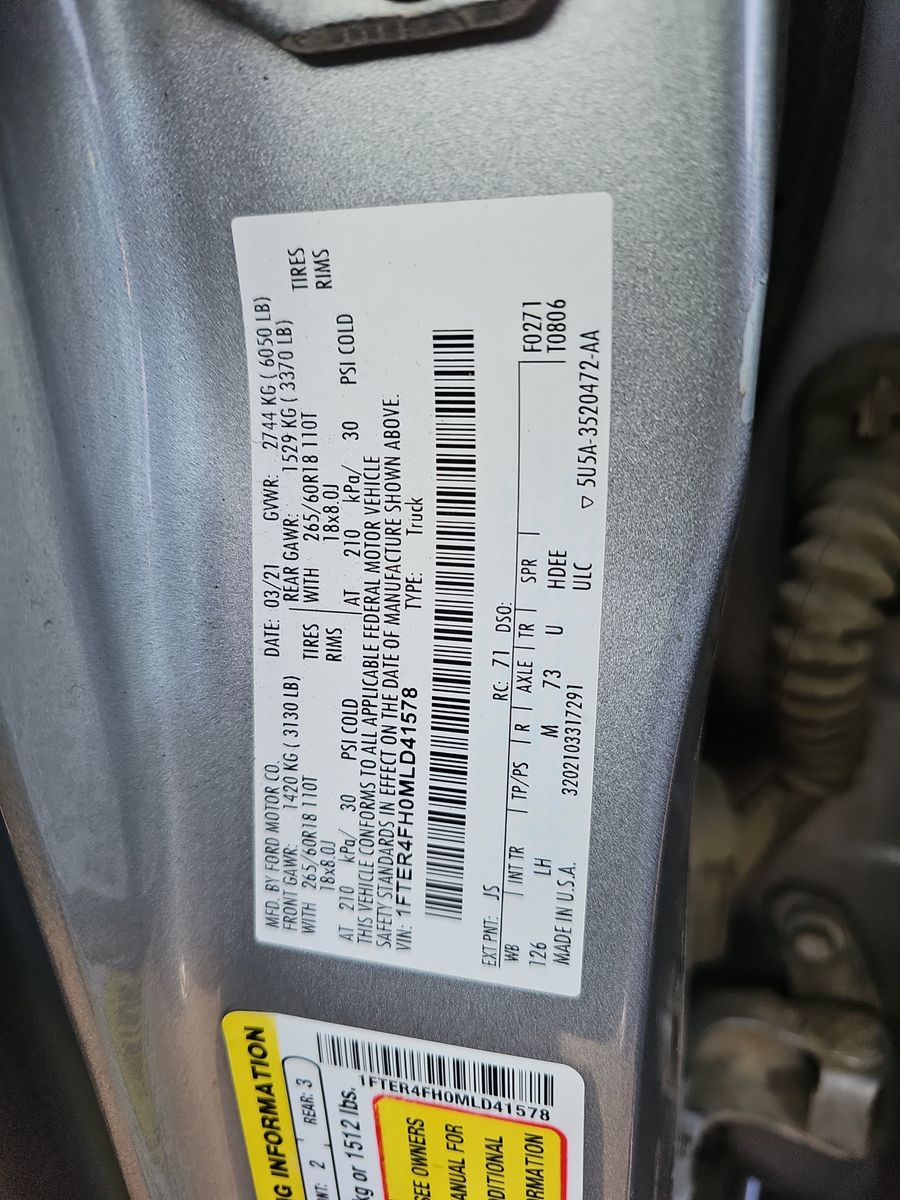 MFD. BY FORD MOTOR CO. DATE: 03/21 GVWR: 2744 KG ( 6050 LB)
FRONT GAWR: 1420 KG ( 3130 LB) REAR GAWR: 1529 KG ( 3370 LB)
WITH 265/60R18 110T TIRES WITH 265/60R18 110T TIRES
18x8.0J RIMS 18x8.0J RIMS
AT 210 kPa/ 30 PSI COLD AT 210 kPa/ 30 PSI COLD
THIS VEHICLE CONFORMS TO ALL APPLICABLE FEDERAL MOTOR VEHICLE
SAFETY STANDARDS IN EFFECT ON THE DATE OF MANUFACTURE SHOWN ABOVE.
VIN: 1FTER4FH0MLD41578 TYPE: Truck
EXT PNT: JS RC: 71 DSO:
WB INT TR TP/PS R AXLE TR SPR F0271
126 LH M 73 U HDEE T0806
MADE IN U.S.A. 3202103317291 ULC ▽ 5U5A-3520472-AA
G INFORMATION
NT: 2 REAR: 3
kg or 1512 lbs.
1FTER4FH0MLD41578
SEE OWNERS
ANUAL FOR
DDITIONAL
ORMATION